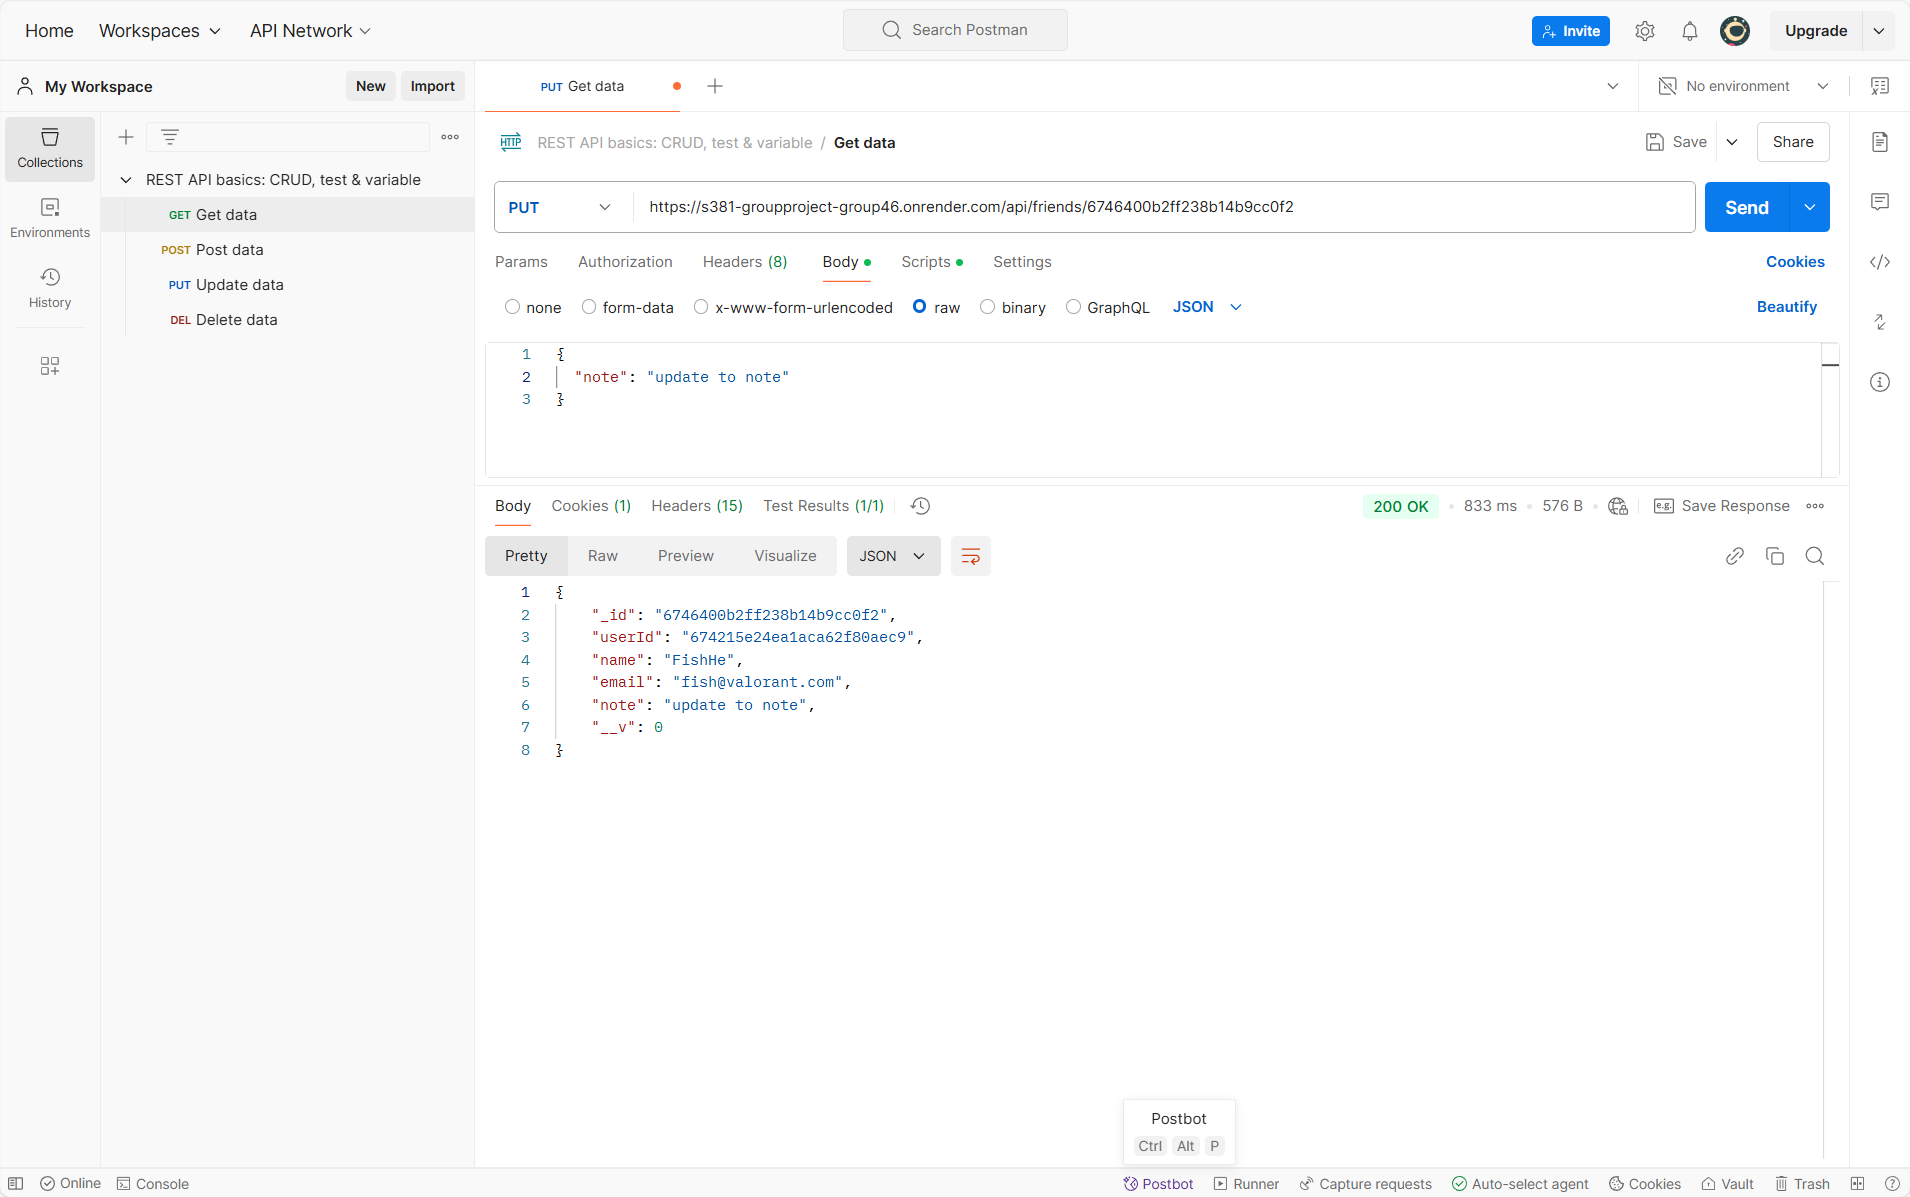 Home Workspaces API Network Search Postman Invite Upgrade
My Workspace New Import PUT Get data No environment
Collections
Environments
History
REST API basics: CRUD, test & variable
GET Get data
POST Post data
PUT Update data
DEL Delete data
HTTP REST API basics: CRUD, test & variable / Get data Save Share
PUT https://s381-groupproject-group46.onrender.com/api/friends/6746400b2ff238b14b9cc0f2 Send
Params Authorization Headers (8) Body Scripts Settings Cookies
none form-data x-www-form-urlencoded raw binary GraphQL JSON Beautify
1 {
2 "note": "update to note"
3 }
Body Cookies (1) Headers (15) Test Results (1/1) 200 OK 833 ms 576 B e.g. Save Response
Pretty Raw Preview Visualize JSON
1 {
2 "_id": "6746400b2ff238b14b9cc0f2",
3 "userId": "674215e24ea1aca62f80aec9",
4 "name": "FishHe",
5 "email": "fish@valorant.com",
6 "note": "update to note",
7 "__v": 0
8 }
Postbot
Ctrl Alt P
Online Console Postbot Runner Capture requests Auto-select agent Cookies Vault Trash